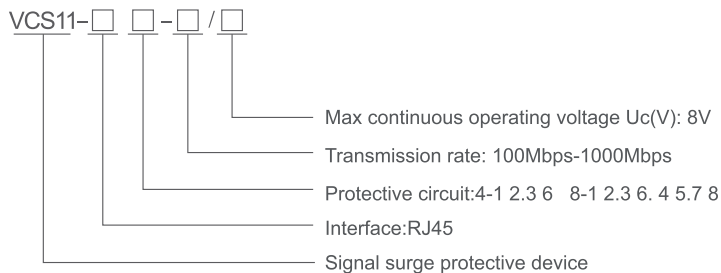 VCS11-□ □-□/□
Max continuous operating voltage Uc(V): 8V
Transmission rate: 100Mbps-1000Mbps
Protective circuit:4-1 2.3 6 8-1 2.3 6. 4 5.7 8
Interface:RJ45
Signal surge protective device